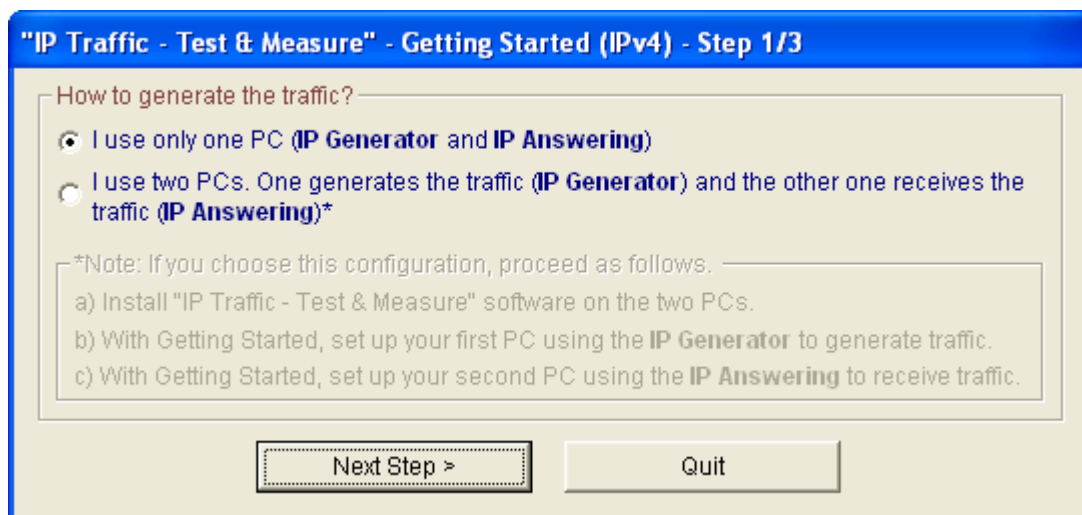 "IP Traffic - Test & Measure" - Getting Started (IPv4) - Step 1/3
How to generate the traffic?
I use only one PC (IP Generator and IP Answering)
I use two PCs. One generates the traffic (IP Generator) and the other one receives the
traffic (IP Answering)*
*Note: If you choose this configuration, proceed as follows.
a) Install "IP Traffic - Test & Measure" software on the two PCs.
b) With Getting Started, set up your first PC using the IP Generator to generate traffic.
c) With Getting Started, set up your second PC using the IP Answering to receive traffic.
Next Step >
Quit